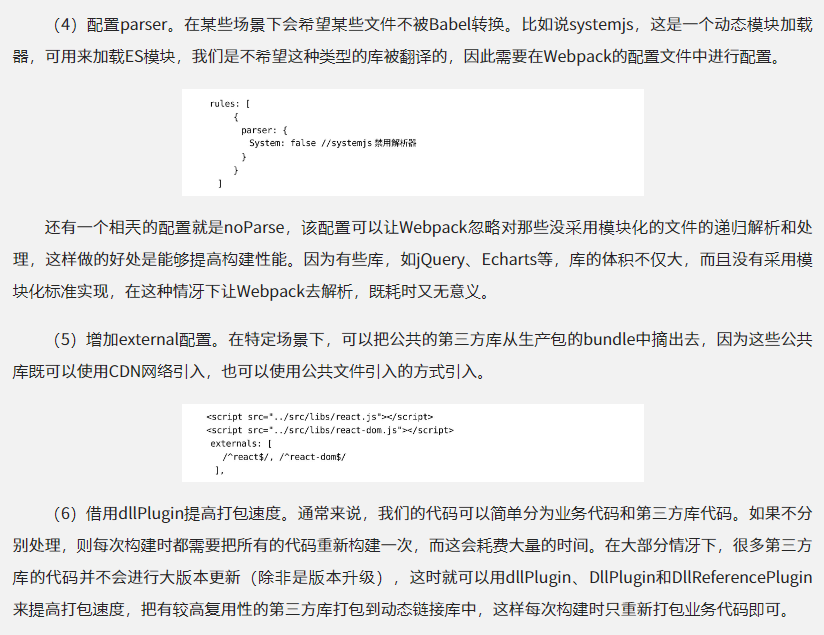 （4）配置parser。在某些场景下会希望某些文件不被Babel转换。比如说systemjs，这是一个动态模块加载
器，可用来加载ES模块，我们是不希望这种类型的库被翻译的，因此需要在Webpack的配置文件中进行配置。
rules: [
{
parser: {
System: false //systemjs 禁用解析器
}
}
]
还有一个相关的配置就是noParse，该配置可以让Webpack忽略对那些没采用模块化的文件的递归解析和处
理，这样做的好处是能够提高构建性能。因为有些库，如jQuery、Echarts等，库的体积不仅大，而且没有采用模
块化标准实现，在这种情况下让Webpack去解析，既耗时又无意义。
（5）增加external配置。在特定场景下，可以把公共的第三方库从生产包的bundle中摘出去，因为这些公共
库既可以使用CDN网络引入，也可以使用公共文件引入的方式引入。
<script src="../src/libs/react.js"></script>
<script src="../src/libs/react-dom.js"></script>
externals: [
/^react$/, /^react-dom$/
],
（6）借用dllPlugin提高打包速度。通常来说，我们的代码可以简单分为业务代码和第三方库代码。如果不分
别处理，则每次构建时都需要把所有的代码重新构建一次，而这会耗费大量的时间。在大部分情况下，很多第三方
库的代码并不会进行大版本更新（除非是版本升级），这时就可以用dllPlugin、DllPlugin和DllReferencePlugin
来提高打包速度，把有较高复用性的第三方库打包到动态链接库中，这样每次构建时只重新打包业务代码即可。